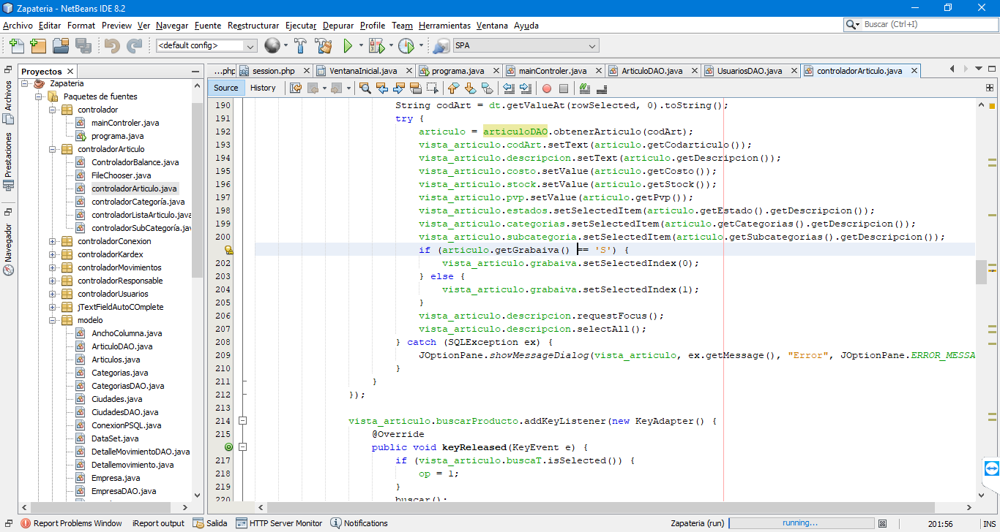 Zapateria - NetBeans IDE 8.2
Archivo Editar Format Preview Ver Navegar Fuente Reestructurar Ejecutar Depurar Profile Team Herramientas Ventana Ayuda
Buscar (Ctrl+I)
<default config>
SPA
Proyectos
...php session.php VentanaInicial.java programa.java mainControler.java ArticuloDAO.java UsuariosDAO.java controladorArticulo.java
Source History
Archivos
Prestaciones
Navegador
Zapateria
Paquetes de fuentes
controlador
mainControler.java
programa.java
controladorArticulo
ControladorBalance.java
FileChooser.java
controladorArticulo.java
controladorCategoría.java
controladorListaArticulo.java
controladorSubCategoría.jav
controladorConexion
controladorKardex
controladorMovimientos
controladorResponsable
controladorUsuarios
jTextFieldAutoCOmplete
modelo
AnchoColumna.java
ArticuloDAO.java
Articulos.java
Categorias.java
CategoriasDAO.java
Ciudades.java
CiudadesDAO.java
ConexionPSQL.java
DataSet.java
DetalleMovimientoDAO.java
Detallemovimiento.java
Empresa.java
EmpresaDAO.java
190 String codArt = dt.getValueAt(rowSelected, 0).toString();
191 try {
192 articulo = articuloDAO.obtenerArticulo(codArt);
193 vista_articulo.codArt.setText(articulo.getCodarticulo());
194 vista_articulo.descripcion.setText(articulo.getDescripcion());
195 vista_articulo.costo.setValue(articulo.getCosto());
196 vista_articulo.stock.setValue(articulo.getStock());
197 vista_articulo.pvp.setValue(articulo.getPvp());
198 vista_articulo.estados.setSelectedItem(articulo.getEstado().getDescripcion());
199 vista_articulo.categorias.setSelectedItem(articulo.getCategorias().getDescripcion());
200 vista_articulo.subcategoria.setSelectedItem(articulo.getSubcategorias().getDescripcion());
if (articulo.getGrabaiva() == 'S') {
202 vista_articulo.grabaiva.setSelectedIndex(0);
203 } else {
204 vista_articulo.grabaiva.setSelectedIndex(1);
205 }
206 vista_articulo.descripcion.requestFocus();
207 vista_articulo.descripcion.selectAll();
208 } catch (SQLException ex) {
209 JOptionPane.showMessageDialog(vista_articulo, ex.getMessage(), "Error", JOptionPane.ERROR_MESSA
210 }
211 }
212 });
213
214 vista_articulo.buscarProducto.addKeyListener(new KeyAdapter() {
215 @Override
public void keyReleased(KeyEvent e) {
217 if (vista_articulo.buscaT.isSelected()) {
218 op = 1;
219 }
220 buscar();
Report Problems Window iReport output Salida HTTP Server Monitor Notifications Zapateria (run) running... 201:56 INS